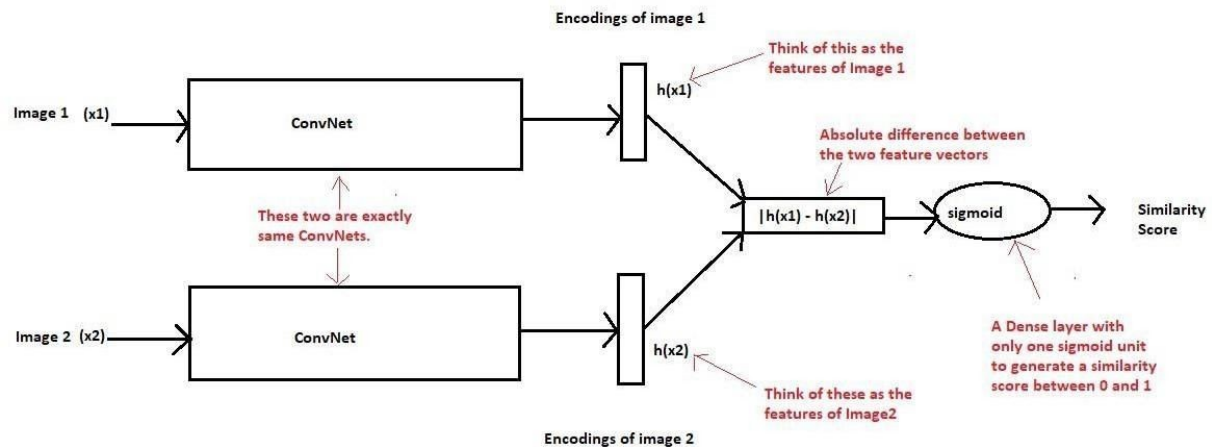 Encodings of image 1
Think of this as the
features of Image 1
h(x1)
Image 1 (x1)
ConvNet
Absolute difference between
the two feature vectors
These two are exactly
same ConvNets.
|h(x1) - h(x2)|
sigmoid
Similarity
Score
Image 2 (x2)
ConvNet
h(x2)
A Dense layer with
only one sigmoid unit
to generate a similarity
score between 0 and 1
Think of these as the
features of Image2
Encodings of image 2